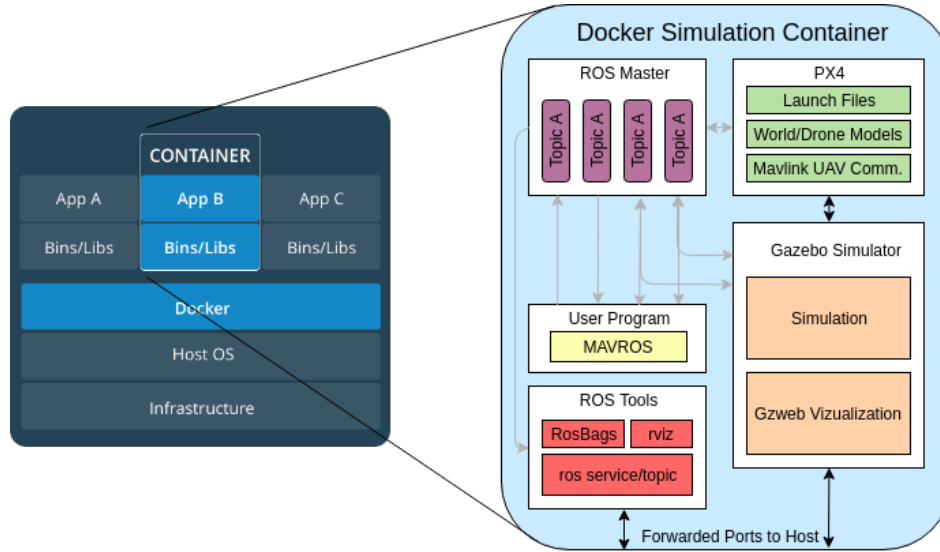 CONTAINER
App A
App B
App C
Bins/Libs
Bins/Libs
Bins/Libs
Docker
Host OS
Infrastructure
Docker Simulation Container
ROS Master
Topic A
Topic A
Topic A
Topic A
PX4
Launch Files
World/Drone Models
Mavlink UAV Comm.
User Program
MAVROS
ROS Tools
RosBags
rviz
ros service/topic
Gazebo Simulator
Simulation
Gzweb Vizualization
Forwarded Ports to Host